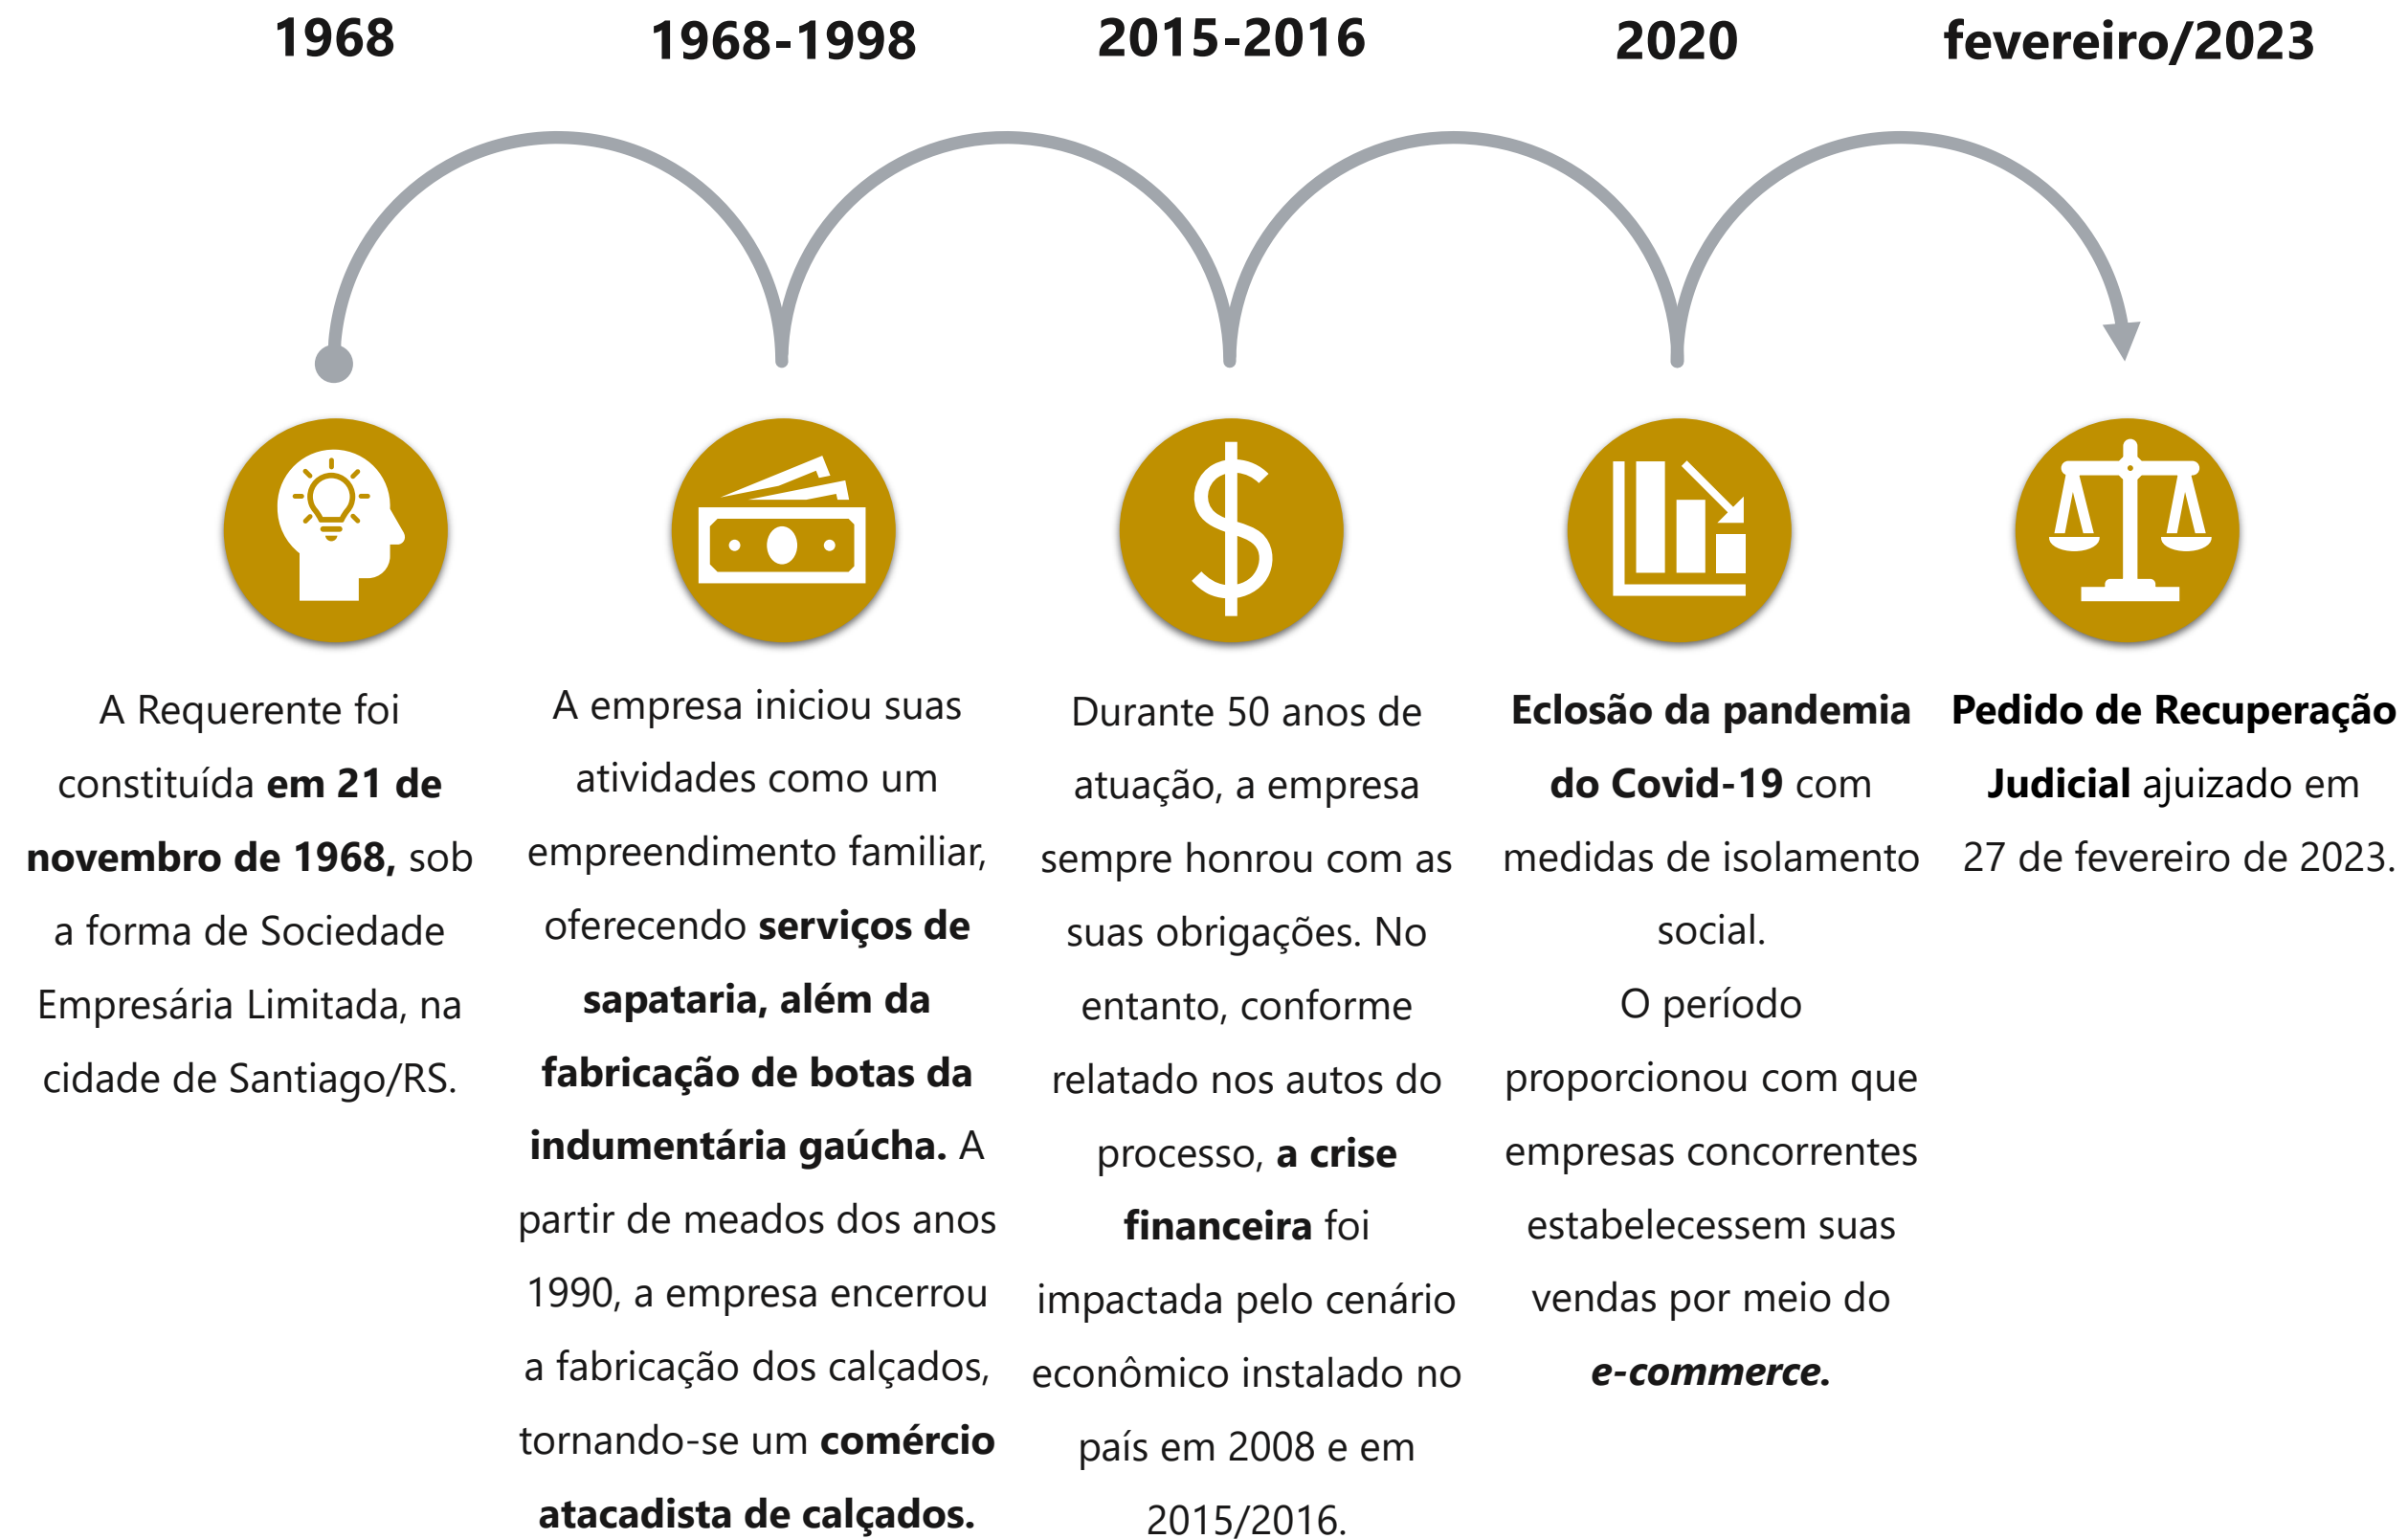 1968
A Requerente foi
constituída em 21 de
novembro de 1968, sob
a forma de Sociedade
Empresária Limitada, na
cidade de Santiago/RS.
1968-1998
A empresa iniciou suas
atividades como um
empreendimento familiar,
oferecendo serviços de
sapataria, além da
fabricação de botas da
indumentária gaúcha. A
partir de meados dos anos
1990, a empresa encerrou
a fabricação dos calçados,
tornando-se um comércio
atacadista de calçados.
2015-2016
Durante 50 anos de
atuação, a empresa
sempre honrou com as
suas obrigações. No
entanto, conforme
relatado nos autos do
processo, a crise
financeira foi
impactada pelo cenário
econômico instalado no
país em 2008 e em
2015/2016.
2020
Eclosão da pandemia
do Covid-19 com
medidas de isolamento
social.
O período
proporcionou com que
empresas concorrentes
estabelecessem suas
vendas por meio do
e-commerce.
fevereiro/2023
Pedido de Recuperação
Judicial ajuizado em
27 de fevereiro de 2023.